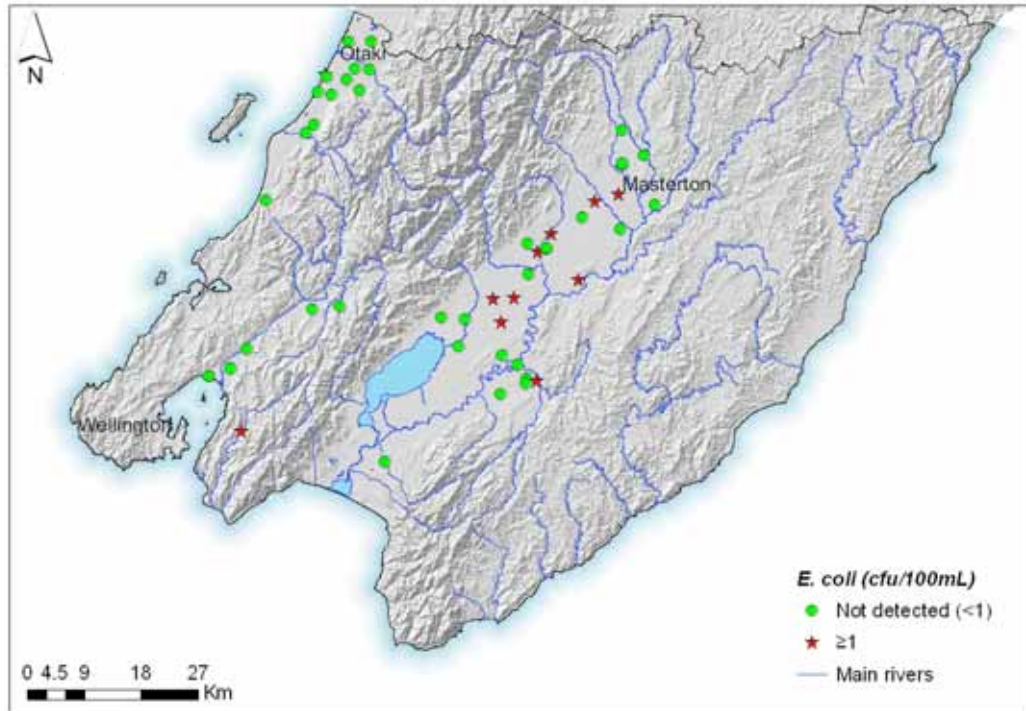 N
Otaki
Masterton
Wellington
E. coli (cfu/100mL)
Not detected (<1)
≥1
Main rivers
0 4.5 9 18 27
Km